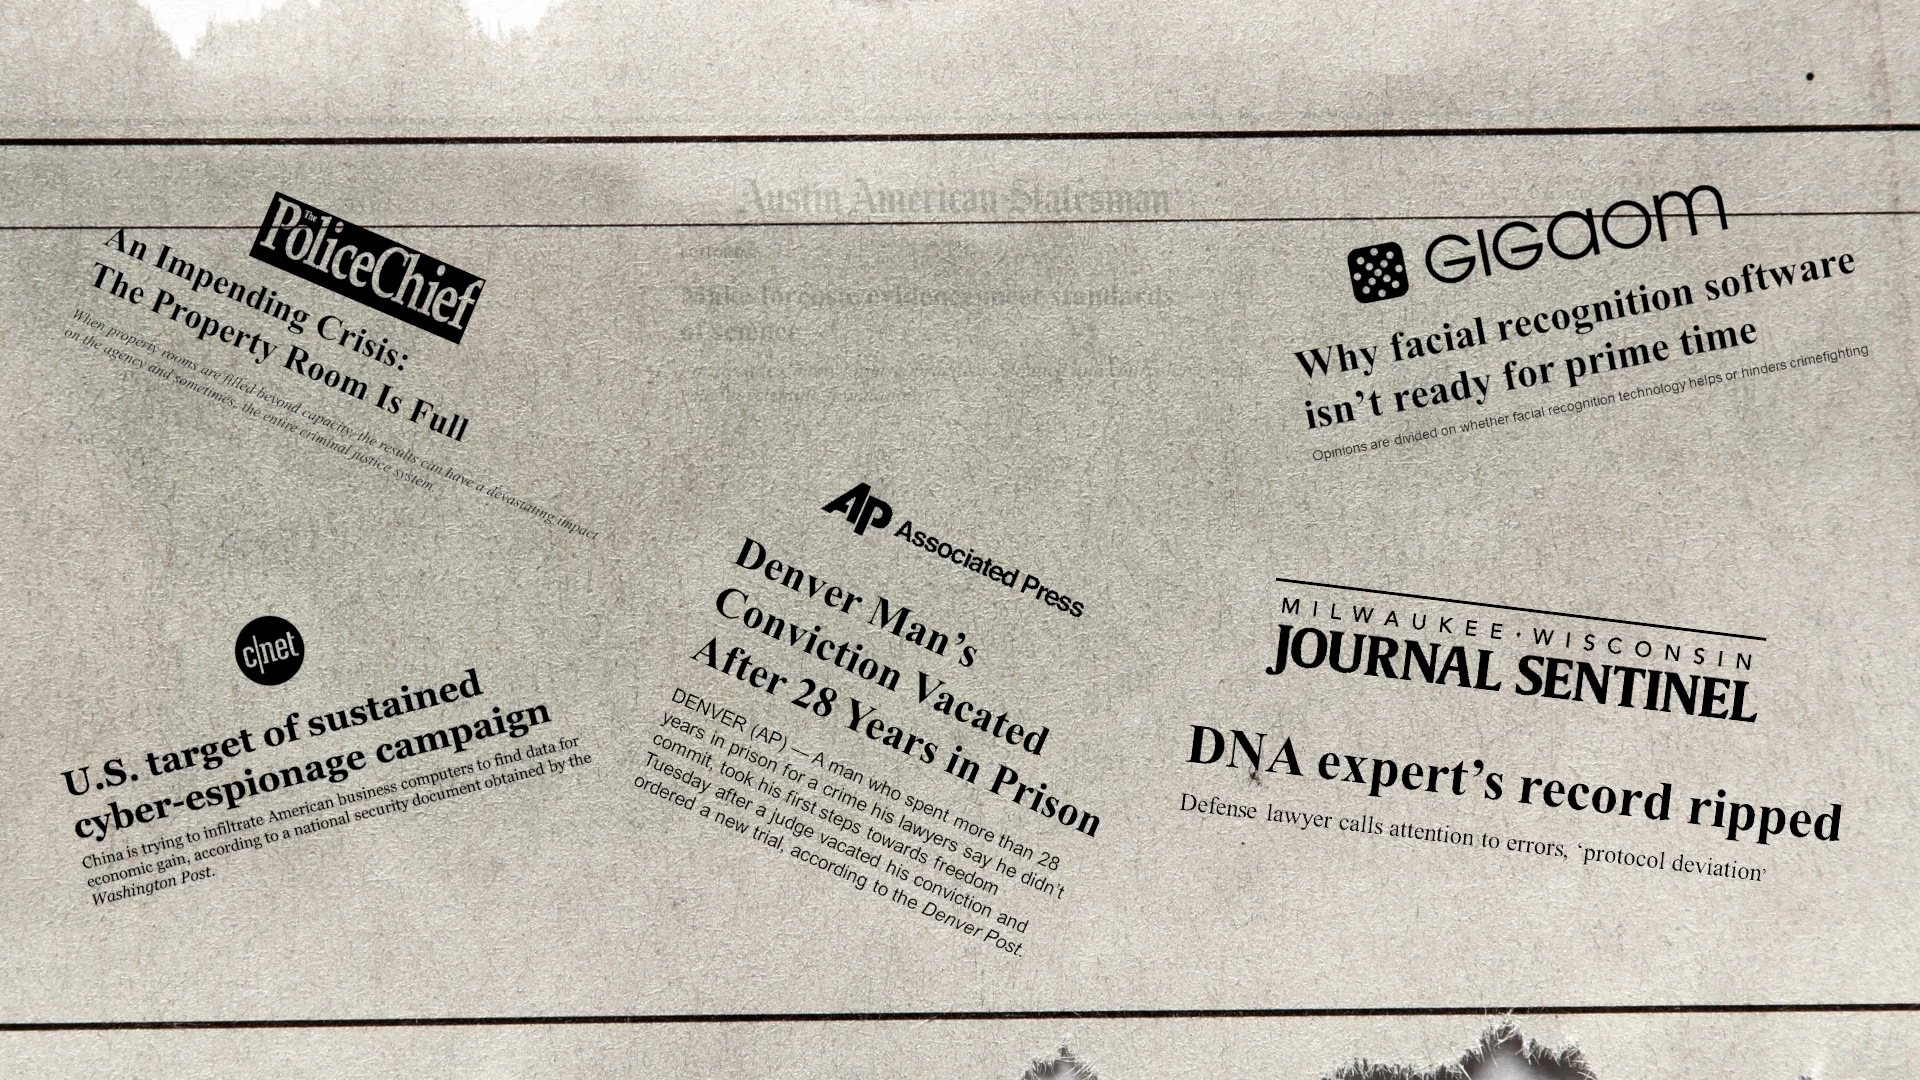 The PoliceChief
An Impending Crisis:
The Property Room Is Full
When property rooms are filled beyond capacity, the results can have a devastating impact
on the agency and sometimes, the entire criminal justice system.
Austin American Statesman
Make forensic evidence meet standards
of science
GIGaom
Why facial recognition software
isn't ready for prime time
Opinions are divided on whether facial recognition technology helps or hinders crimefighting
c|net
U.S. target of sustained
cyber-espionage campaign
China is trying to infiltrate American business computers to find data for
economic gain, according to a national security document obtained by the
Washington Post.
AP Associated Press
Denver Man's
Conviction Vacated
After 28 Years in Prison
DENVER (AP) — A man who spent more than 28
years in prison for a crime his lawyers say he didn't
commit, took his first steps towards freedom
Tuesday after a judge vacated his conviction and
ordered a new trial, according to the Denver Post.
MILWAUKEE·WISCONSIN
JOURNAL SENTINEL
DNA expert's record ripped
Defense lawyer calls attention to errors, 'protocol deviation'